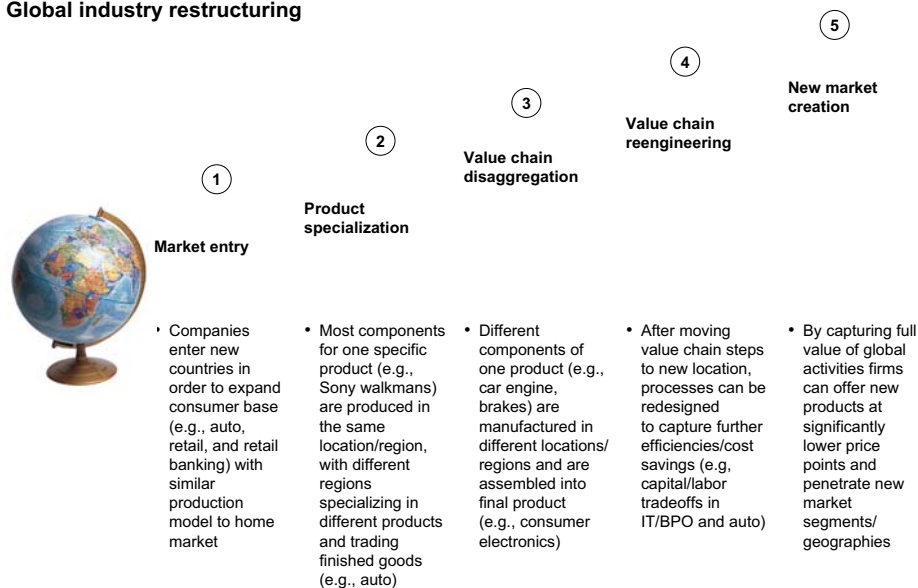 Global industry restructuring
1
Market entry
• Companies
enter new
countries in
order to expand
consumer base
(e.g., auto,
retail, and retail
banking) with
similar
production
model to home
market
2
Product
specialization
• Most components
for one specific
product (e.g.,
Sony walkmans)
are produced in
the same
location/region,
with different
regions
specializing in
different products
and trading
finished goods
(e.g., auto)
3
Value chain
disaggregation
• Different
components of
one product (e.g.,
car engine,
brakes) are
manufactured in
different locations/
regions and are
assembled into
final product
(e.g., consumer
electronics)
4
Value chain
reengineering
• After moving
value chain steps
to new location,
processes can be
redesigned
to capture further
efficiencies/cost
savings (e.g,
capital/labor
tradeoffs in
IT/BPO and auto)
5
New market
creation
• By capturing full
value of global
activities firms
can offer new
products at
significantly
lower price
points and
penetrate new
market
segments/
geographies